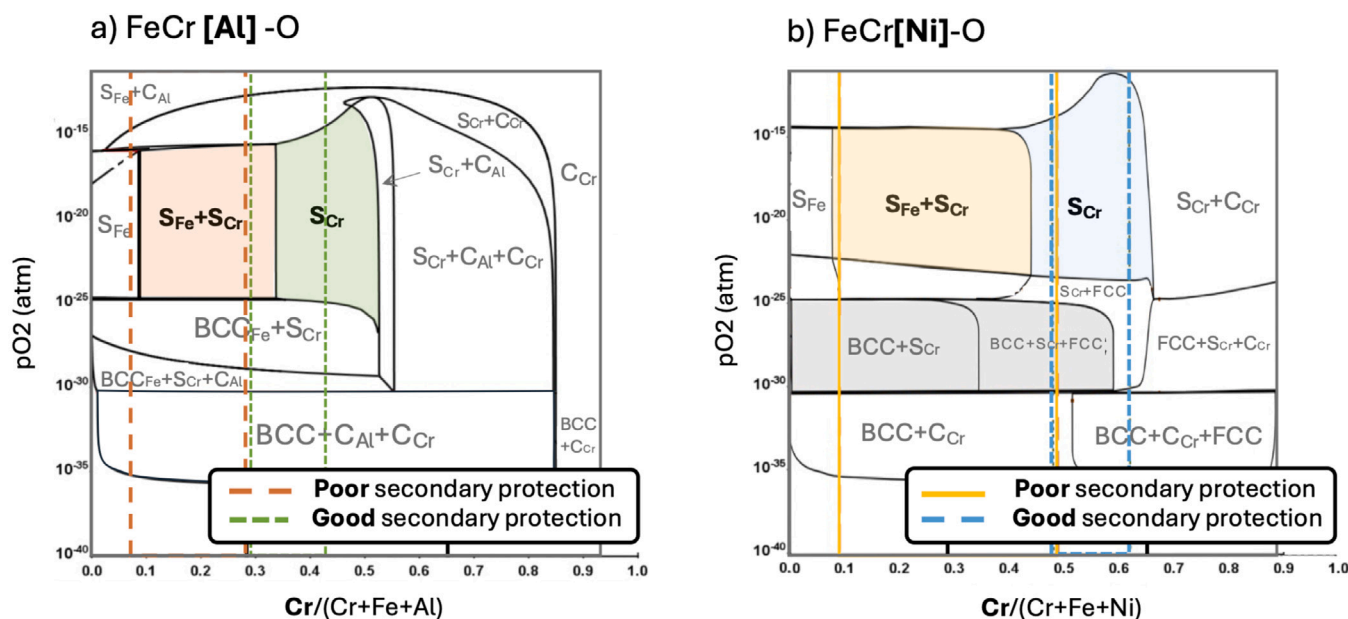 a) FeCr [Al] -O
pO2 (atm)
10-15
10-20
10-25
10-30
10-35
10-40
SFe+CAl
SFe
SFe+SCr
SCr
SCr+CCr
SCr+CAl
CCr
SCr+CAl+CCr
BCCFe+SCr
BCCFe+SCr+CAl
BCC+CAl+CCr
BCC
+CCr
Poor secondary protection
Good secondary protection
0.0 0.1 0.2 0.3 0.4 0.5 0.6 0.7 0.8 0.9 1.0
Cr/(Cr+Fe+Al)
b) FeCr[Ni]-O
pO2 (atm)
10-15
10-20
10-25
10-30
10-35
10-40
SFe
SFe+SCr
SCr
SCr+CCr
SCr+FCC
BCC+SCr
BCC+SCr+FCC
FCC+SCr+CCr
BCC+CCr
BCC+CCr+FCC
Poor secondary protection
Good secondary protection
0.0 0.1 0.2 0.3 0.4 0.5 0.6 0.7 0.8 0.9 1.0
Cr/(Cr+Fe+Ni)